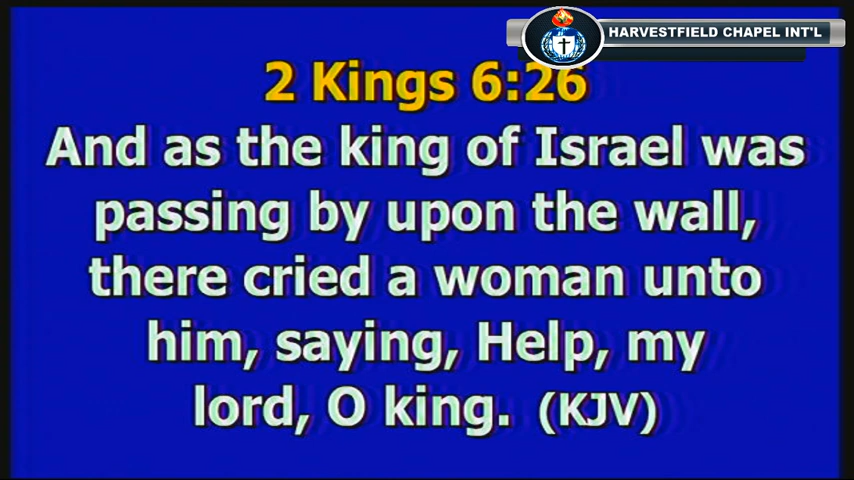 HARVESTFIELD CHAPEL INT'L
2 Kings 6:26
And as the king of Israel was
passing by upon the wall,
there cried a woman unto
him, saying, Help, my
lord, O king. (KJV)